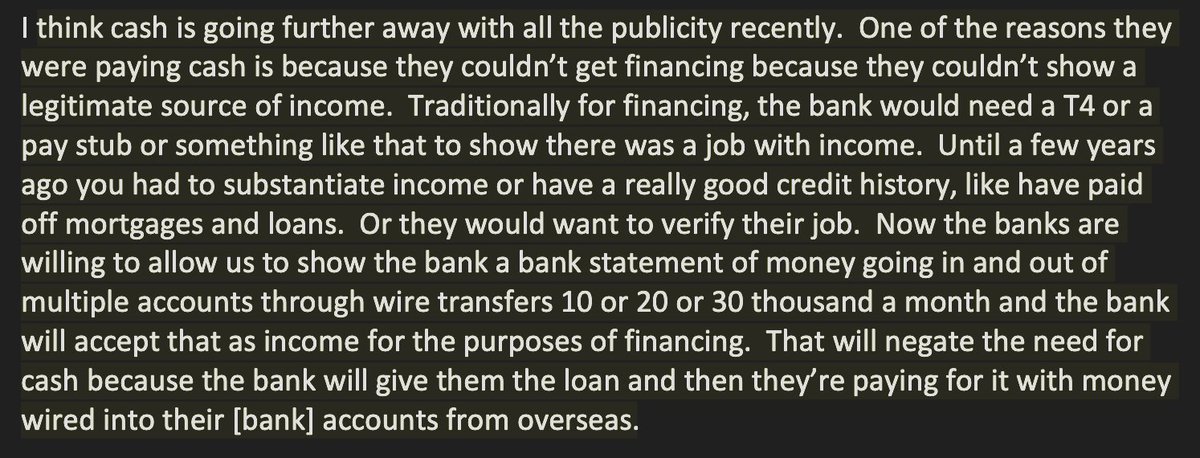 I think cash is going further away with all the publicity recently.  One of the reasons they
were paying cash is because they couldn’t get financing because they couldn’t show a
legitimate source of income.  Traditionally for financing, the bank would need a T4 or a
pay stub or something like that to show there was a job with income.  Until a few years
ago you had to substantiate income or have a really good credit history, like have paid
off mortgages and loans.  Or they would want to verify their job.  Now the banks are
willing to allow us to show the bank a bank statement of money going in and out of
multiple accounts through wire transfers 10 or 20 or 30 thousand a month and the bank
will accept that as income for the purposes of financing.  That will negate the need for
cash because the bank will give them the loan and then they’re paying for it with money
wired into their [bank] accounts from overseas.